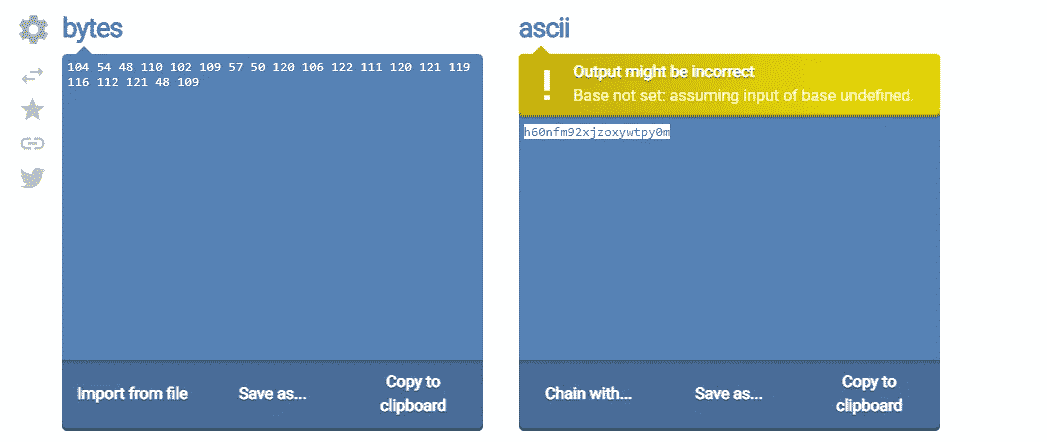 bytes
104 54 48 110 102 109 57 50 120 106 122 111 120 121 119
116 112 121 48 109
Import from file
Save as...
Copy to
clipboard
ascii
!
Output might be incorrect
Base not set: assuming input of base undefined.
h60nfm92xjzoxywtpy0m
Chain with...
Save as...
Copy to
clipboard